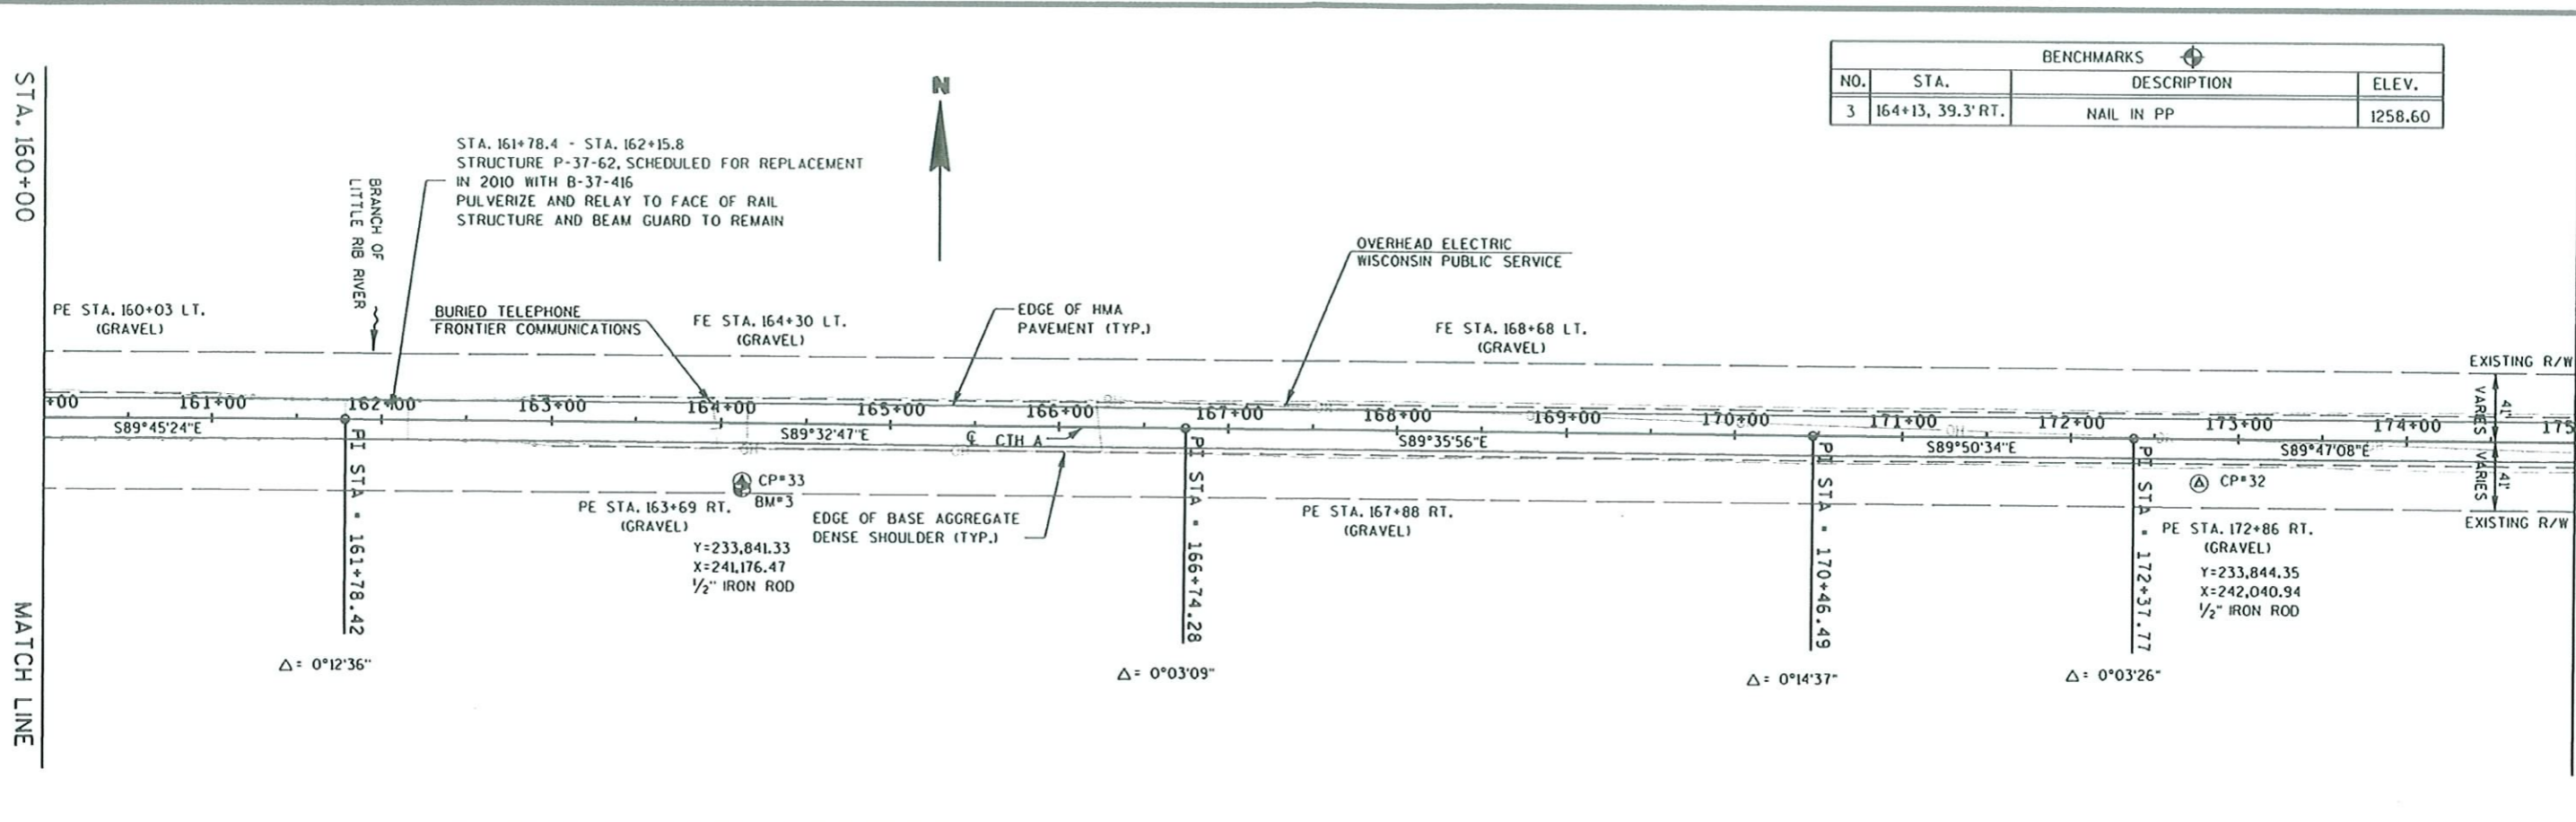 BENCHMARKS
NO. STA. DESCRIPTION ELEV.
3 164+13, 39.3' RT. NAIL IN PP 1258.60
STA. 160+00
MATCH LINE
N
STA. 161+78.4 - STA. 162+15.8
STRUCTURE P-37-62, SCHEDULED FOR REPLACEMENT
IN 2010 WITH B-37-416
PULVERIZE AND RELAY TO FACE OF RAIL
STRUCTURE AND BEAM GUARD TO REMAIN
BRANCH OF
LITTLE RIB RIVER
OVERHEAD ELECTRIC
WISCONSIN PUBLIC SERVICE
PE STA. 160+03 LT.
(GRAVEL)
BURIED TELEPHONE
FRONTIER COMMUNICATIONS
FE STA. 164+30 LT.
(GRAVEL)
EDGE OF HMA
PAVEMENT (TYP.)
FE STA. 168+68 LT.
(GRAVEL)
EXISTING R/W
+00 161+00 162+00 163+00 164+00 165+00 166+00 167+00 168+00 169+00 170+00 171+00 172+00 173+00 174+00 175
41'
VARIES
S89°45'24"E
S89°32'47"E
℄ CTH A
S89°35'56"E
S89°50'34"E
S89°47'08"E
VARIES
41'
CP#33
BM#3
CP#32
PE STA. 163+69 RT.
(GRAVEL)
Y=233,841.33
X=241,176.47
1/2" IRON ROD
EDGE OF BASE AGGREGATE
DENSE SHOULDER (TYP.)
PE STA. 167+88 RT.
(GRAVEL)
EXISTING R/W
PE STA. 172+86 RT.
(GRAVEL)
Y=233,844.35
X=242,040.94
1/2" IRON ROD
PI STA = 161+78.42
PI STA = 166+74.28
PI STA = 170+46.49
PI STA = 172+37.77
Δ= 0°12'36"
Δ= 0°03'09"
Δ= 0°14'37"
Δ= 0°03'26"